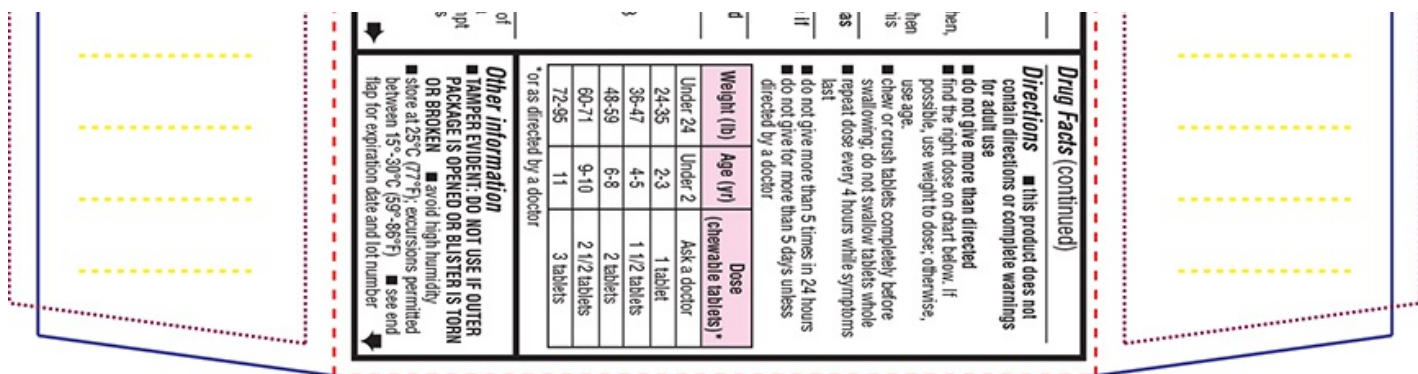 as
if
of
Drug Facts (continued)
Directions ■ this product does not
contain directions or complete warnings
for adult use
■ do not give more than directed
■ find the right dose on chart below. If
possible, use weight to dose; otherwise,
use age.
■ chew or crush tablets completely before
swallowing; do not swallow tablets whole
■ repeat dose every 4 hours while symptoms
last
■ do not give more than 5 times in 24 hours
■ do not give for more than 5 days unless
directed by a doctor
Weight (lb) Age (yr) Dose
(chewable tablets)*
Under 24 Under 2 Ask a doctor
24-35 2-3 1 tablet
36-47 4-5 1 1/2 tablets
48-59 6-8 2 tablets
60-71 9-10 2 1/2 tablets
72-95 11 3 tablets
*or as directed by a doctor
Other information
■ TAMPER EVIDENT: DO NOT USE IF OUTER
PACKAGE IS OPENED OR BLISTER IS TORN
OR BROKEN ■ avoid high humidity
■ store at 25°C (77°F); excursions permitted
between 15°-30°C (59°-86°F) ■ see end
flap for expiration date and lot number